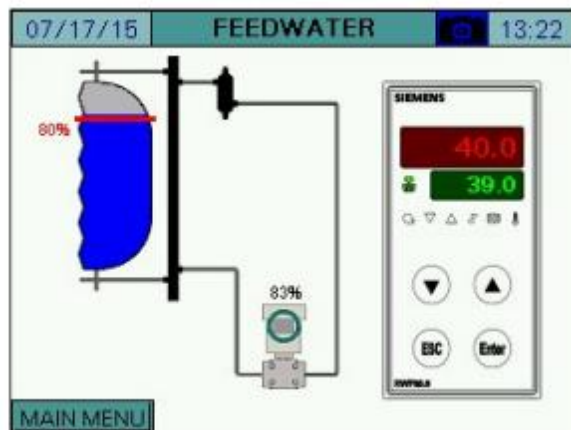 07/17/15 FEEDWATER 13:22
SIEMENS
40.0
80%
39.0
83%
ESC Enter
MAIN MENU